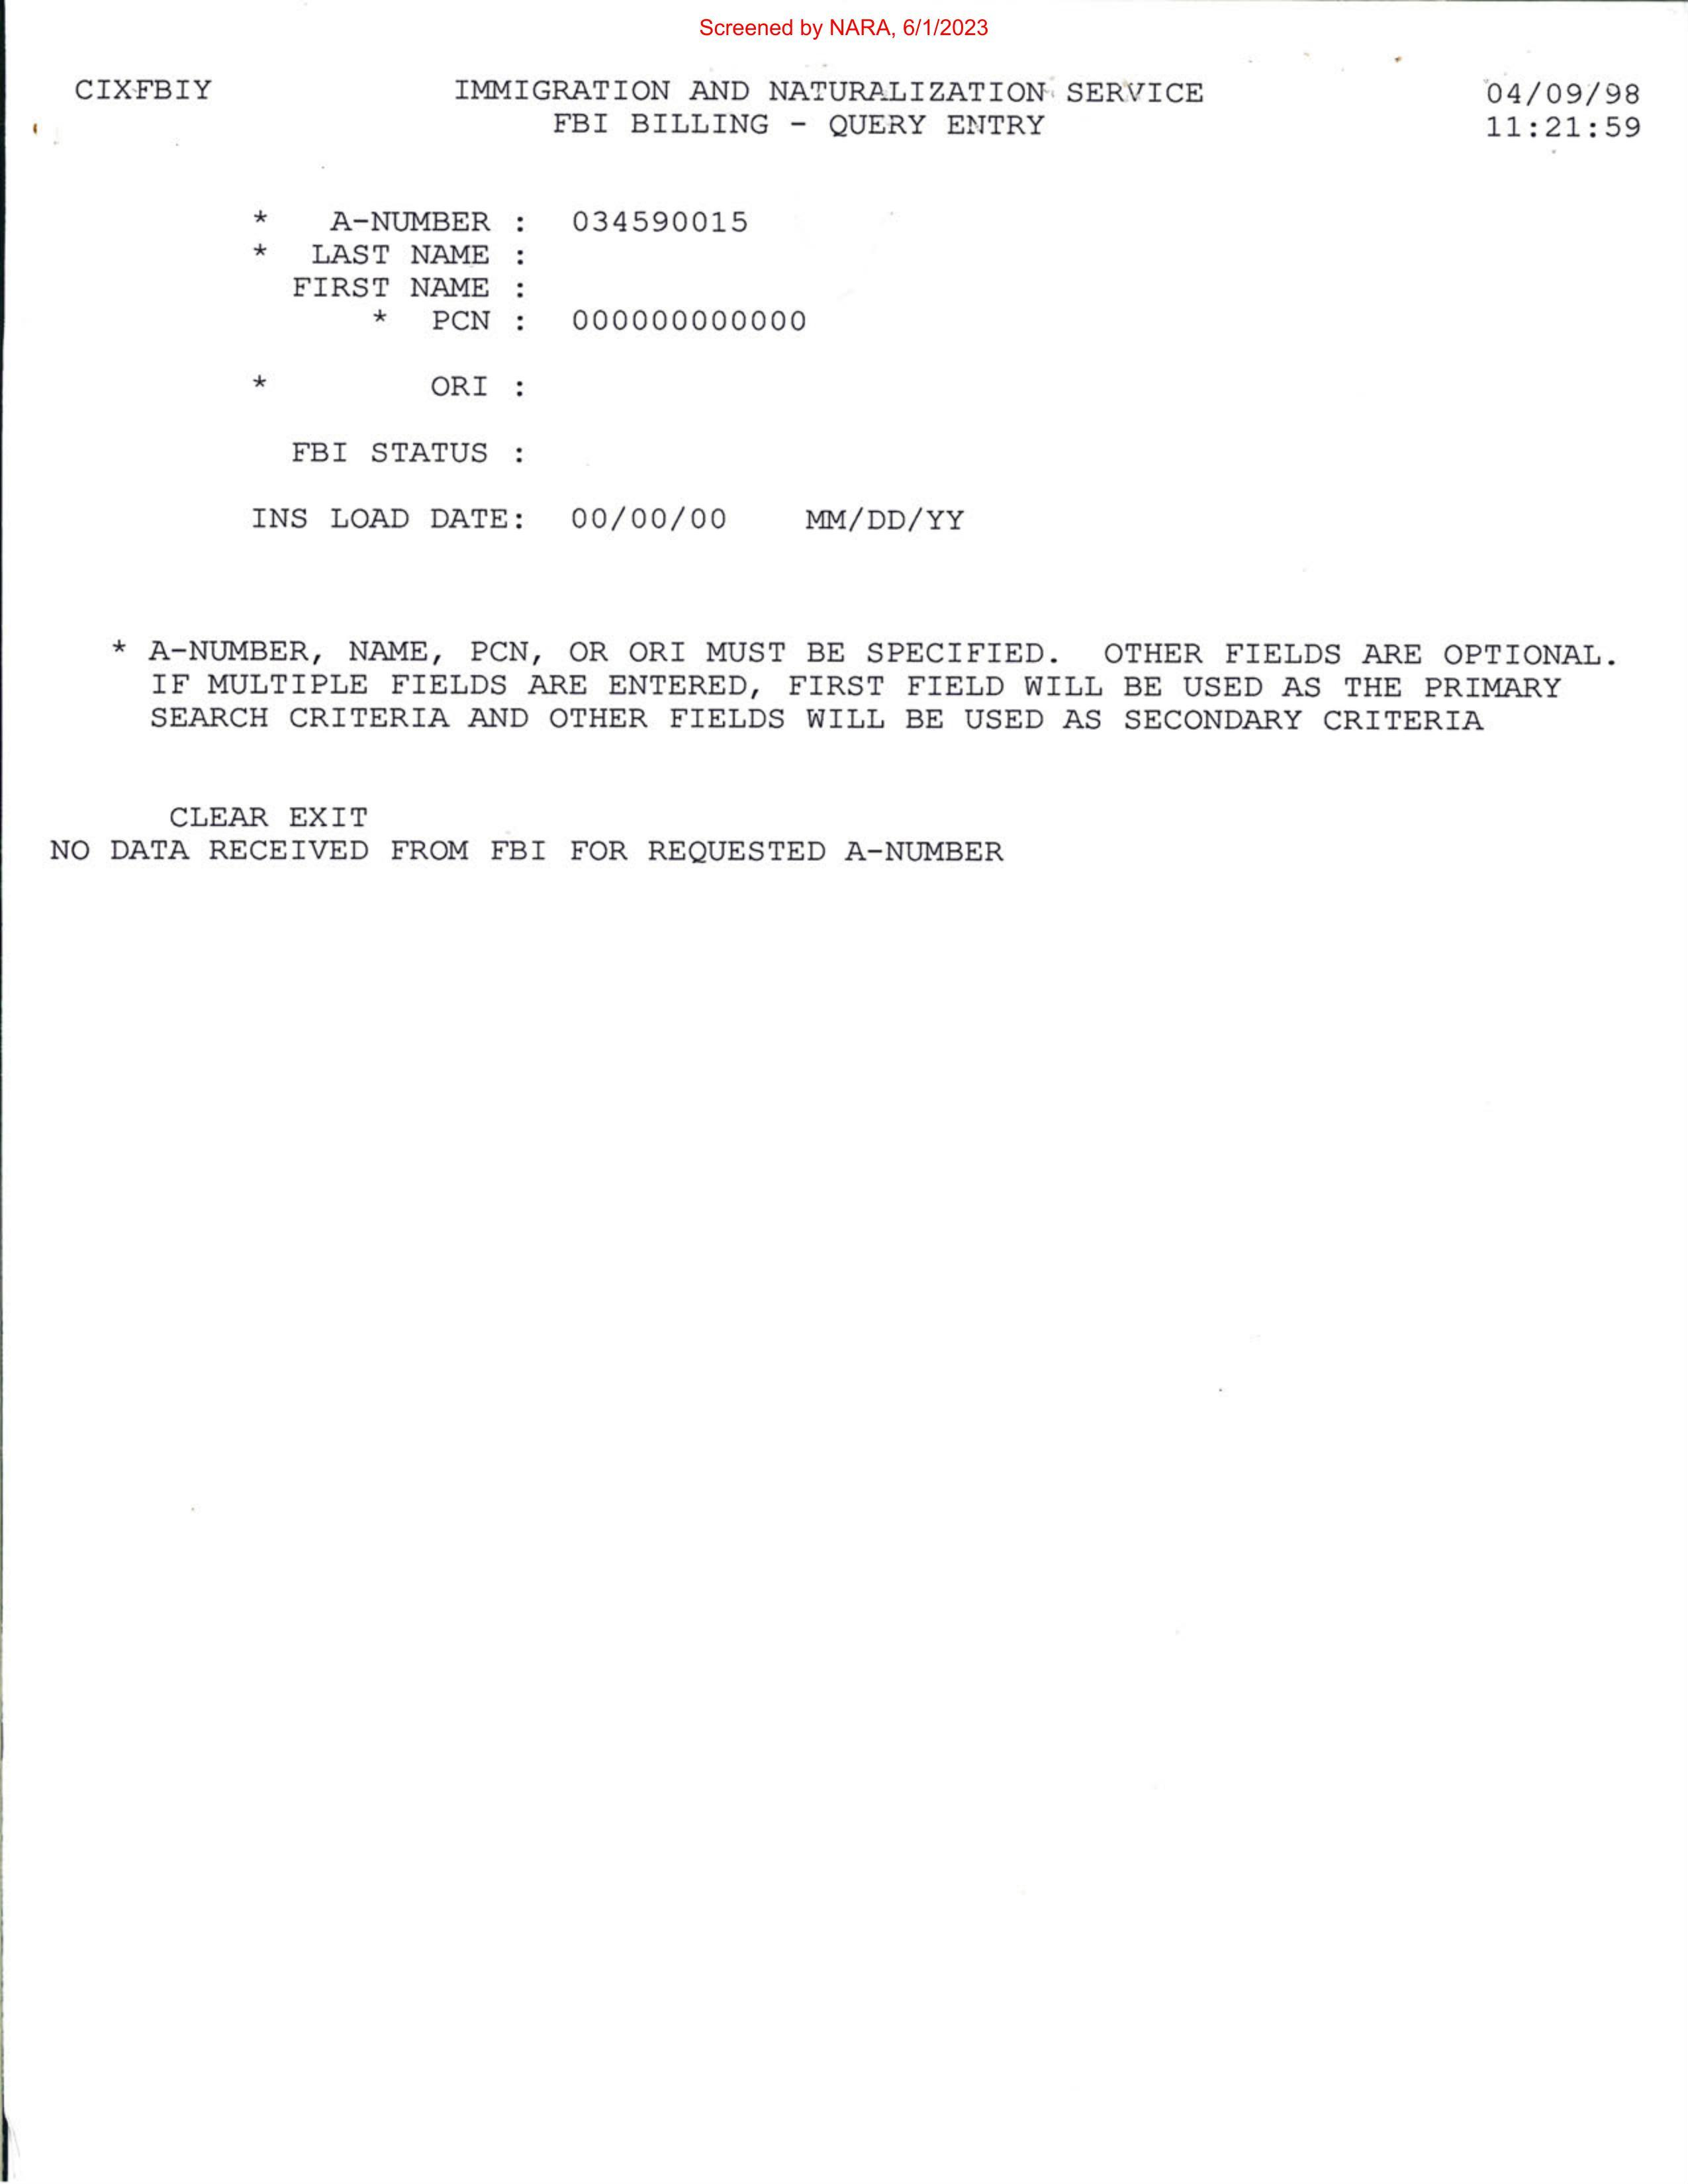 Screened by NARA, 6/1/2023
CIXFBIY IMMIGRATION AND NATURALIZATION SERVICE 04/09/98
FBI BILLING - QUERY ENTRY 11:21:59
* A-NUMBER : 034590015
* LAST NAME :
FIRST NAME :
* PCN : 000000000000
* ORI :
FBI STATUS :
INS LOAD DATE: 00/00/00 MM/DD/YY
* A-NUMBER, NAME, PCN, OR ORI MUST BE SPECIFIED. OTHER FIELDS ARE OPTIONAL.
IF MULTIPLE FIELDS ARE ENTERED, FIRST FIELD WILL BE USED AS THE PRIMARY
SEARCH CRITERIA AND OTHER FIELDS WILL BE USED AS SECONDARY CRITERIA
CLEAR EXIT
NO DATA RECEIVED FROM FBI FOR REQUESTED A-NUMBER